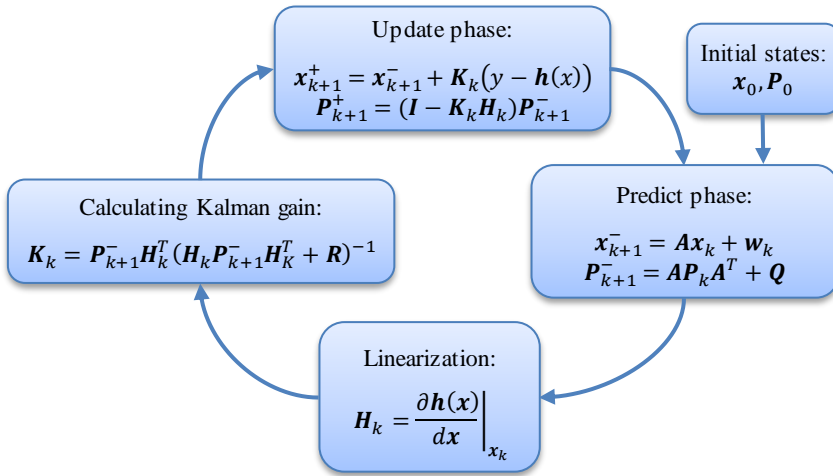 Update phase:
𝒙⁺ₖ₊₁ = 𝒙⁻ₖ₊₁ + 𝑲ₖ(y − 𝒉(x))
𝑷⁺ₖ₊₁ = (𝑰 − 𝑲ₖ𝑯ₖ)𝑷⁻ₖ₊₁
Initial states:
𝒙₀, 𝑷₀
Predict phase:
𝒙⁻ₖ₊₁ = 𝑨𝒙ₖ + 𝒘ₖ
𝑷⁻ₖ₊₁ = 𝑨𝑷ₖ𝑨ᵀ + 𝑸
Calculating Kalman gain:
𝑲ₖ = 𝑷⁻ₖ₊₁𝑯ₖᵀ(𝑯ₖ𝑷⁻ₖ₊₁𝑯_Kᵀ + 𝑹)⁻¹
Linearization:
𝑯ₖ = ∂𝒉(𝒙)/d𝒙 |𝒙ₖ